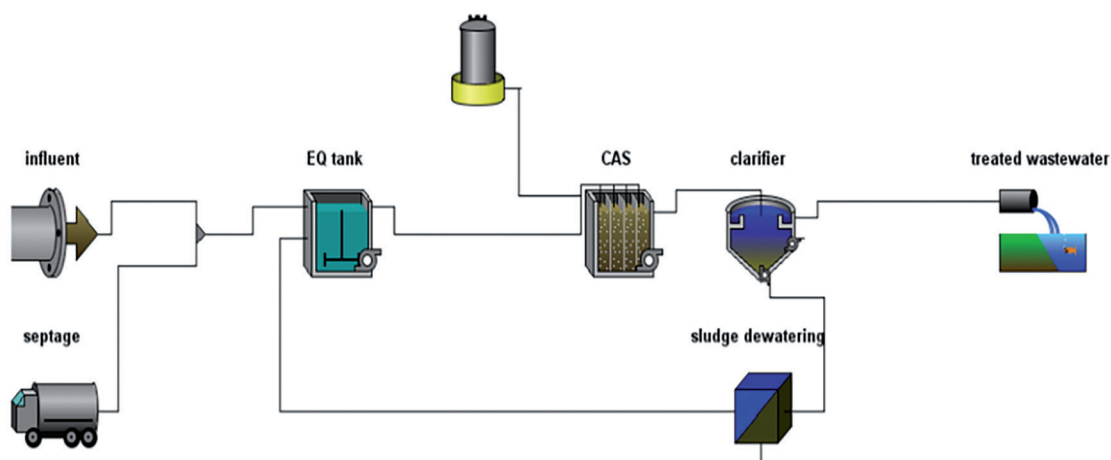 influent
EQ tank
CAS
clarifier
treated wastewater
septage
sludge dewatering